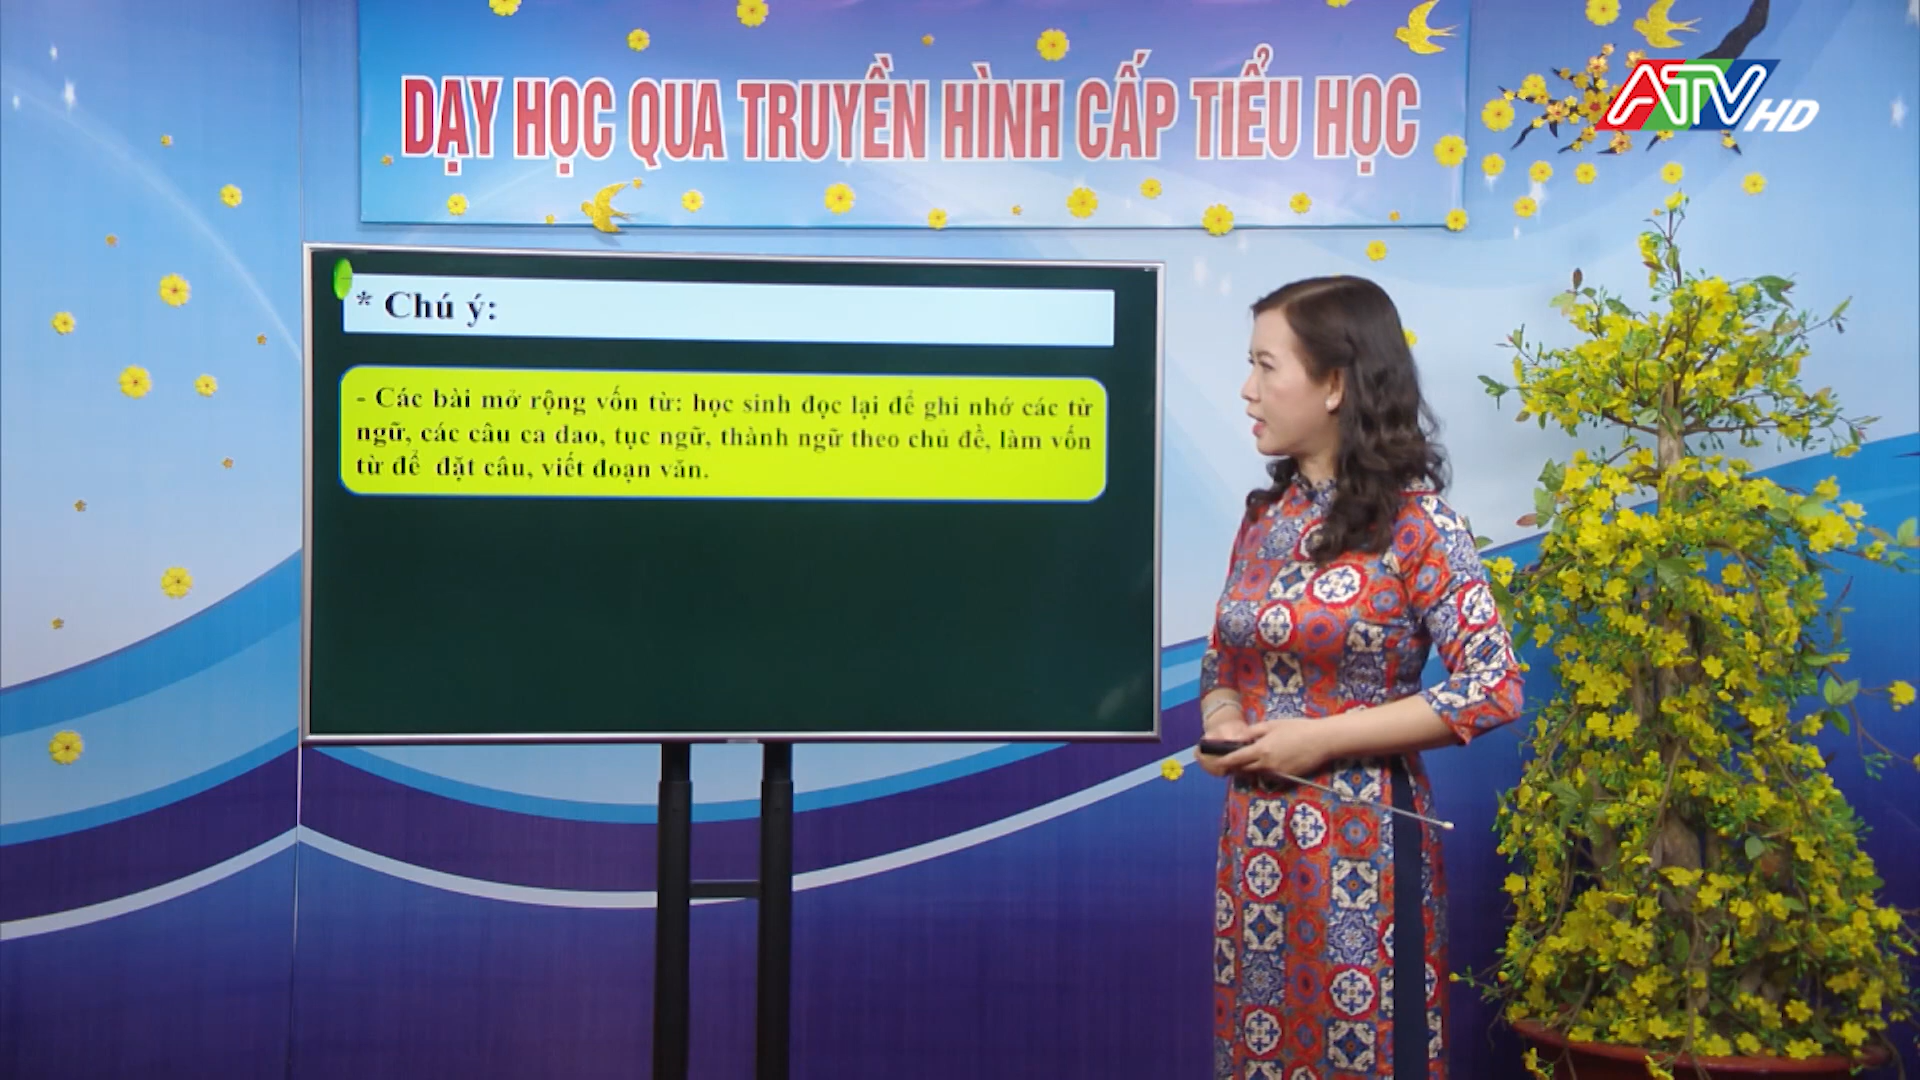 DẠY HỌC QUA TRUYỀN HÌNH CẤP TIỂU HỌC
ATV HD
* Chú ý:
- Các bài mở rộng vốn từ: học sinh đọc lại để ghi nhớ các từ
ngữ, các câu ca dao, tục ngữ, thành ngữ theo chủ đề, làm vốn
từ để đặt câu, viết đoạn văn.